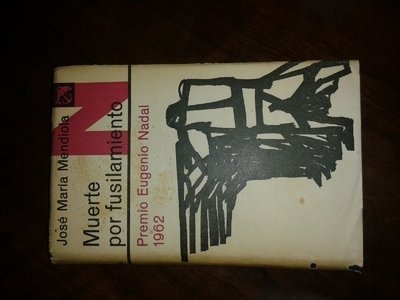 José María Mendiola
N
Muerte
por fusilamiento
Premio Eugenio Nadal
1962